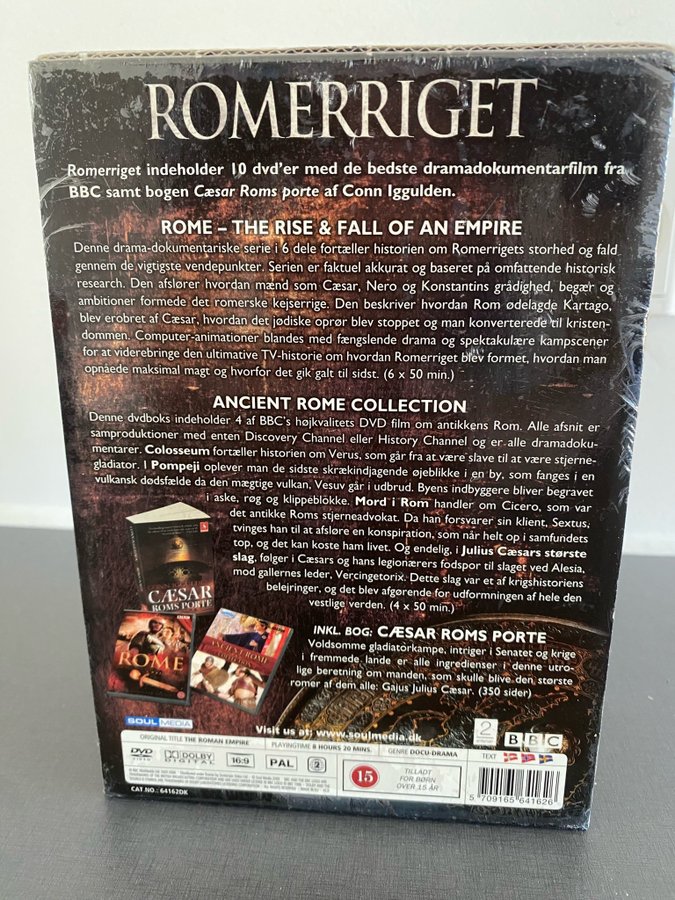 ROMERRIGET
Romerriget indeholder 10 dvd'er med de bedste dramadokumentarfilm fra
BBC samt bogen Cæsar Roms porte af Conn Iggulden.
ROME – THE RISE & FALL OF AN EMPIRE
Denne drama-dokumentariske serie i 6 dele fortæller historien om Romerrigets storhed og fald
gennem de vigtigste vendepunkter. Serien er faktuel akkurat og baseret på omfattende historisk
research. Den afslører hvordan mænd som Cæsar, Nero og Konstantins grådighed, begær og
ambitioner formede det romerske kejserrige. Den beskriver hvordan Rom ødelagde Kartago,
blev erobret af Cæsar, hvordan det jødiske oprør blev stoppet og man konverterede til kristen-
dommen. Computer-animationer blandes med fængslende drama og spektakulære kampscener
for at viderebringe den ultimative TV-historie om hvordan Romerriget blev formet, hvordan man
opnåede maksimal magt og hvorfor det gik galt til sidst. (6 x 50 min.)
ANCIENT ROME COLLECTION
Denne dvdboks indeholder 4 af BBC's højkvalitets DVD film om antikkens Rom. Alle afsnit er
samproduktioner med enten Discovery Channel eller History Channel og er alle dramadoku-
mentarer. Colosseum fortæller historien om Verus, som går fra at være slave til at være stjerne-
gladiator. I Pompeji oplever man de sidste skrækindjagende øjeblikke i en by, som fanges i en
vulkansk dødsfælde da den mægtige vulkan, Vesuv går i udbrud. Byens indbyggere bliver begravet
i aske, røg og klippeblokke. Mord i Rom handler om Cicero, som var
det antikke Roms stjerneadvokat. Da han forsvarer sin klient, Sextus,
tvinges han til at afsløre en konspiration, som når helt op i samfundets
top, og det kan koste ham livet. Og endelig, i Julius Cæsars største
slag, følger i Cæsars og hans legionærers fodspor til slaget ved Alesia,
mod gallernes leder, Vercingetorix. Dette slag var et af krigshistoriens
belejringer, og det blev afgørende for udformningen af hele den
vestlige verden. (4 x 50 min.)
CÆSAR
ROMS PORTE
ROME
ANCIENT ROME
COLLECTION
INKL. BOG: CÆSAR ROMS PORTE
Voldsomme gladiatorkampe, intriger i Senatet og krige
i fremmede lande er alle ingredienser i denne utro-
lige beretning om manden, som skulle blive den største
romer af dem alle: Gajus Julius Cæsar. (350 sider)
SOUL MEDIA
Visit us at: www.soulmedia.dk
2
BBC
ORIGINAL TITLE THE ROMAN EMPIRE
PLAYINGTIME 8 HOURS 20 MINS.
GENRE DOCU-DRAMA
TEXT
DVD
VIDEO
DOLBY
DIGITAL
16:9
PAL
2
15
TILLADT
FOR BØRN
OVER 15 ÅR
CAT.NO.: 64162DK
5 709165 641626